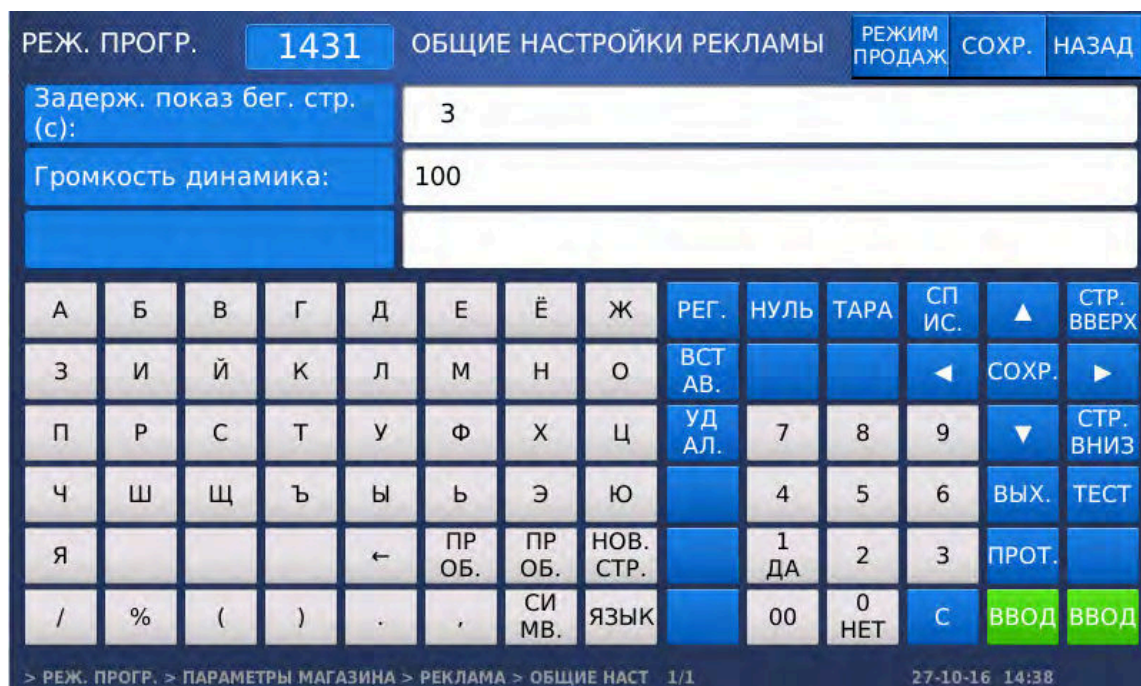 РЕЖ. ПРОГР. 1431 ОБЩИЕ НАСТРОЙКИ РЕКЛАМЫ РЕЖИМ ПРОДАЖ СОХР. НАЗАД
Задерж. показ бег. стр. (с): 3
Громкость динамика: 100
А Б В Г Д Е Ё Ж РЕГ. НУЛЬ ТАРА СП ИС. ▲ СТР. ВВЕРХ
З И Й К Л М Н О ВСТ АВ. ◀ СОХР. ▶
П Р С Т У Ф Х Ц УД АЛ. 7 8 9 ▼ СТР. ВНИЗ
Ч Ш Щ Ъ Ы Ь Э Ю 4 5 6 ВЫХ. ТЕСТ
Я ← ПР ОБ. ПР ОБ. НОВ. СТР. 1 ДА 2 3 ПРОТ.
/ % ( ) . , СИ МВ. ЯЗЫК 00 0 НЕТ С ВВОД ВВОД
> РЕЖ. ПРОГР. > ПАРАМЕТРЫ МАГАЗИНА > РЕКЛАМА > ОБЩИЕ НАСТ 1/1 27-10-16 14:38